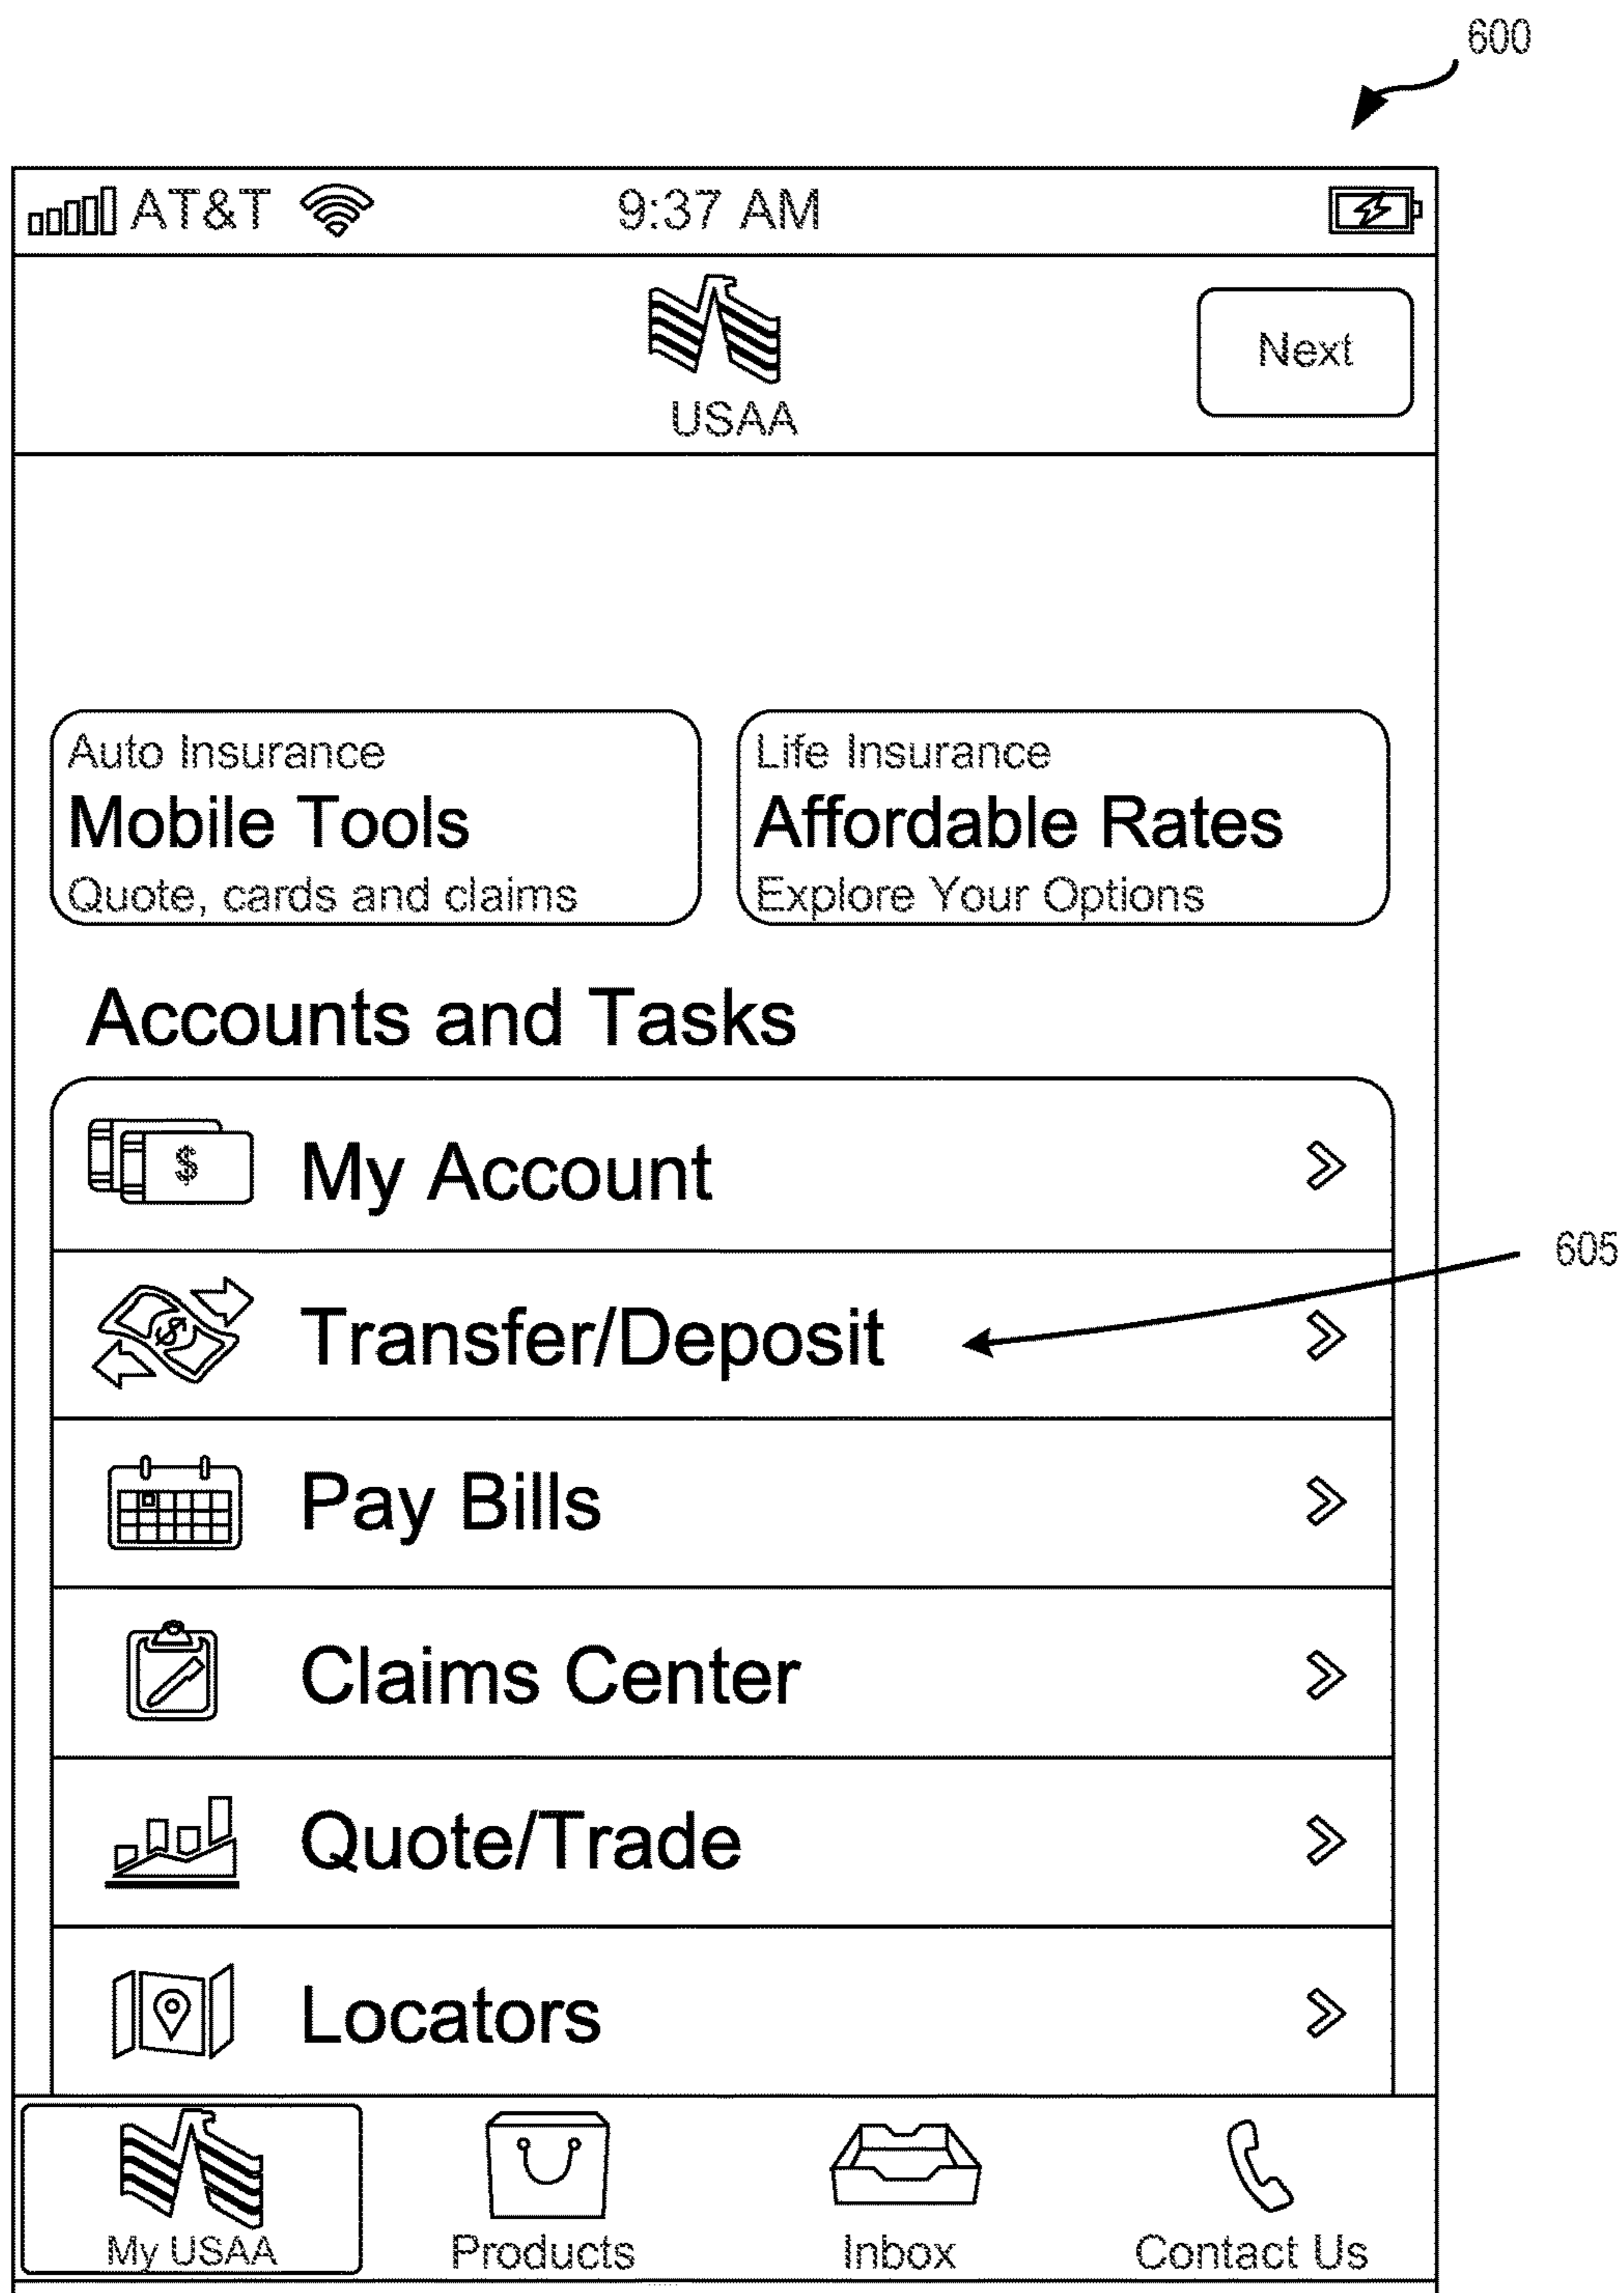 600
AT&T 9:37 AM
Next
USAA
Auto Insurance
Mobile Tools
Quote, cards and claims
Life Insurance
Affordable Rates
Explore Your Options
Accounts and Tasks
$ My Account
605
$ Transfer/Deposit
Pay Bills
Claims Center
Quote/Trade
Locators
My USAA Products Inbox Contact Us